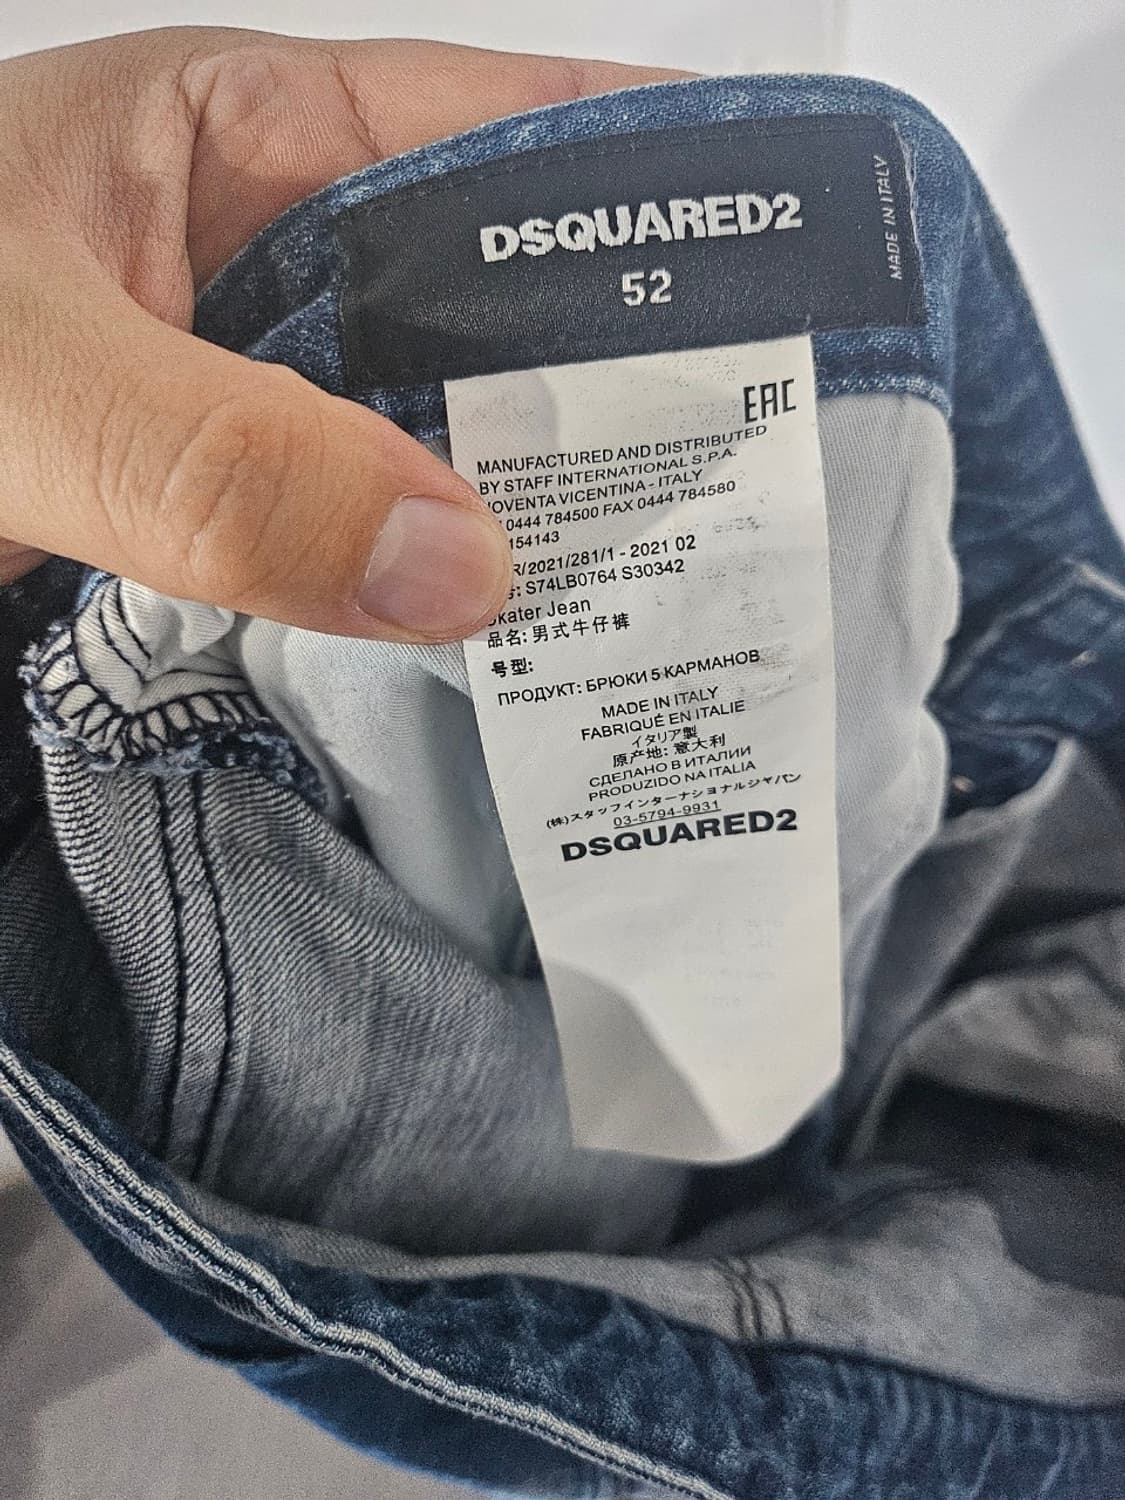 DSQUARED2
52
MADE IN ITALY
EAC
MANUFACTURED AND DISTRIBUTED
BY STAFF INTERNATIONAL S.P.A.
OVENTA VICENTINA - ITALY
0444 784500 FAX 0444 784580
154143
R/2021/281/1 - 2021 02
: S74LB0764 S30342
kater Jean
品名: 男式牛仔裤
号型:
ПРОДУКТ: БРЮКИ 5 КАРМАНОВ
MADE IN ITALY
FABRIQUÉ EN ITALIE
イタリア製
原产地: 意大利
СДЕЛАНО В ИТАЛИИ
PRODUZIDO NA ITALIA
(株)スタッフインターナショナルジャパン
03-5794-9931
DSQUARED2